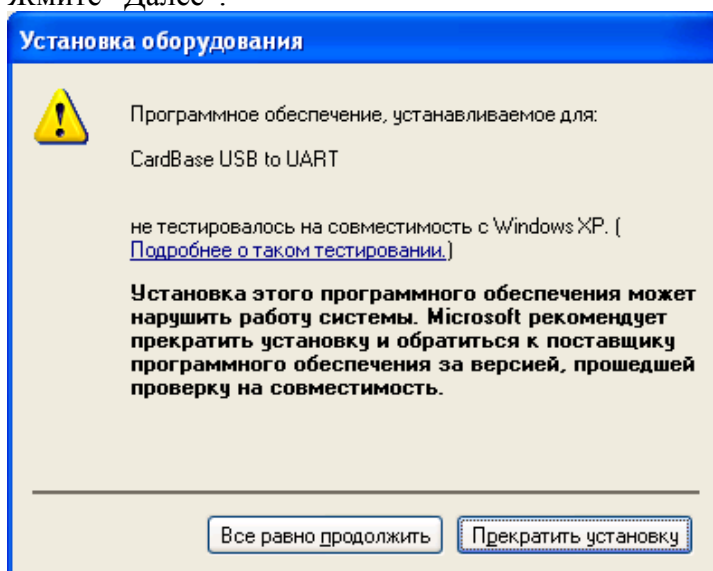 жмите "Далее".
Установка оборудования
Программное обеспечение, устанавливаемое для:
CardBase USB to UART
не тестировалось на совместимость с Windows XP. (
Подробнее о таком тестировании.)
Установка этого программного обеспечения может
нарушить работу системы. Microsoft рекомендует
прекратить установку и обратиться к поставщику
программного обеспечения за версией, прошедшей
проверку на совместимость.
Все равно продолжить
Прекратить установку